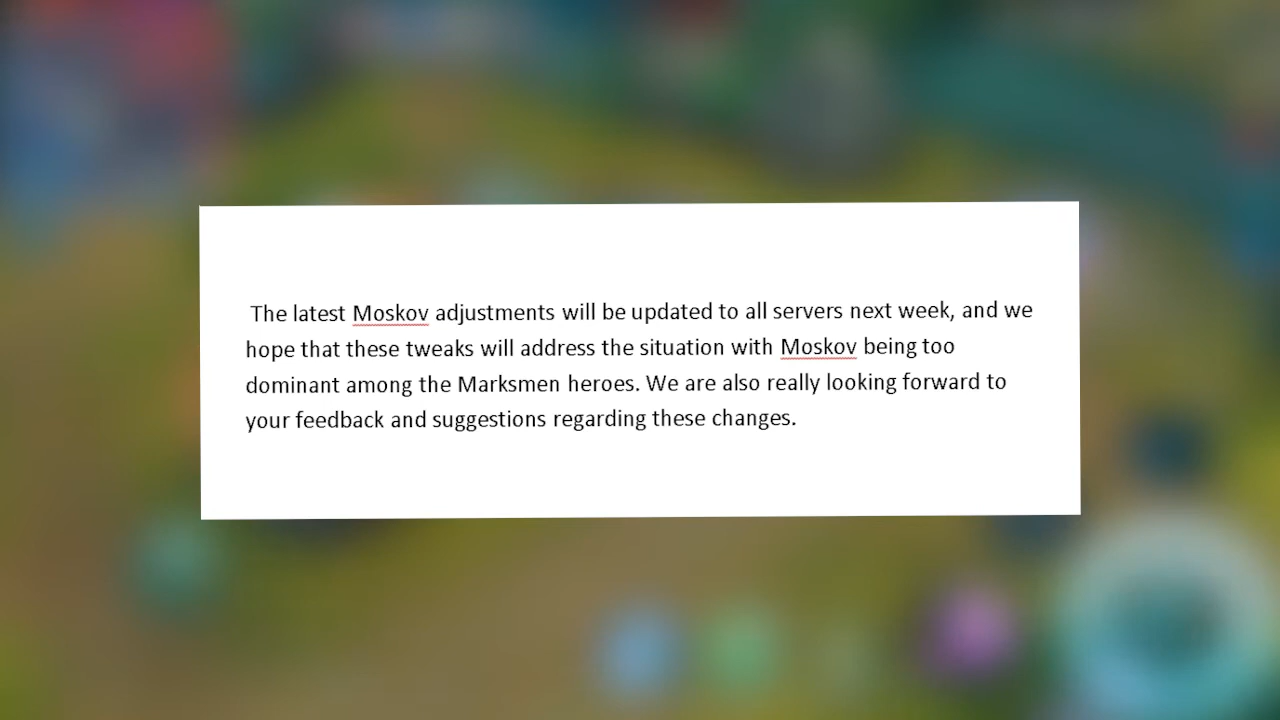 The latest Moskov adjustments will be updated to all servers next week, and we
hope that these tweaks will address the situation with Moskov being too
dominant among the Marksmen heroes. We are also really looking forward to
your feedback and suggestions regarding these changes.